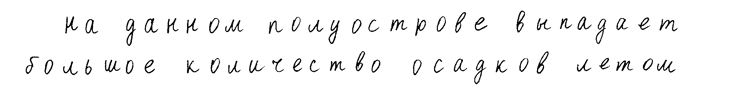 На данном полуострове выпадает
большое количество осадков летом